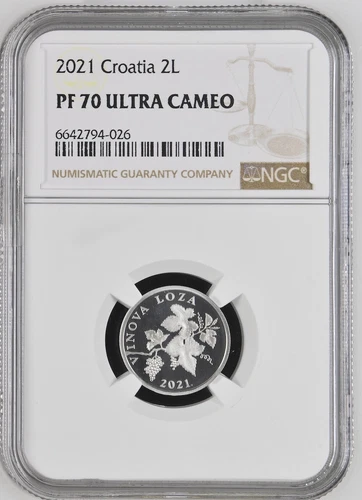 2021 Croatia 2L
PF 70 ULTRA CAMEO
6642794-026
NUMISMATIC GUARANTY COMPANY
NGC®
VINOVA LOZA
2021.